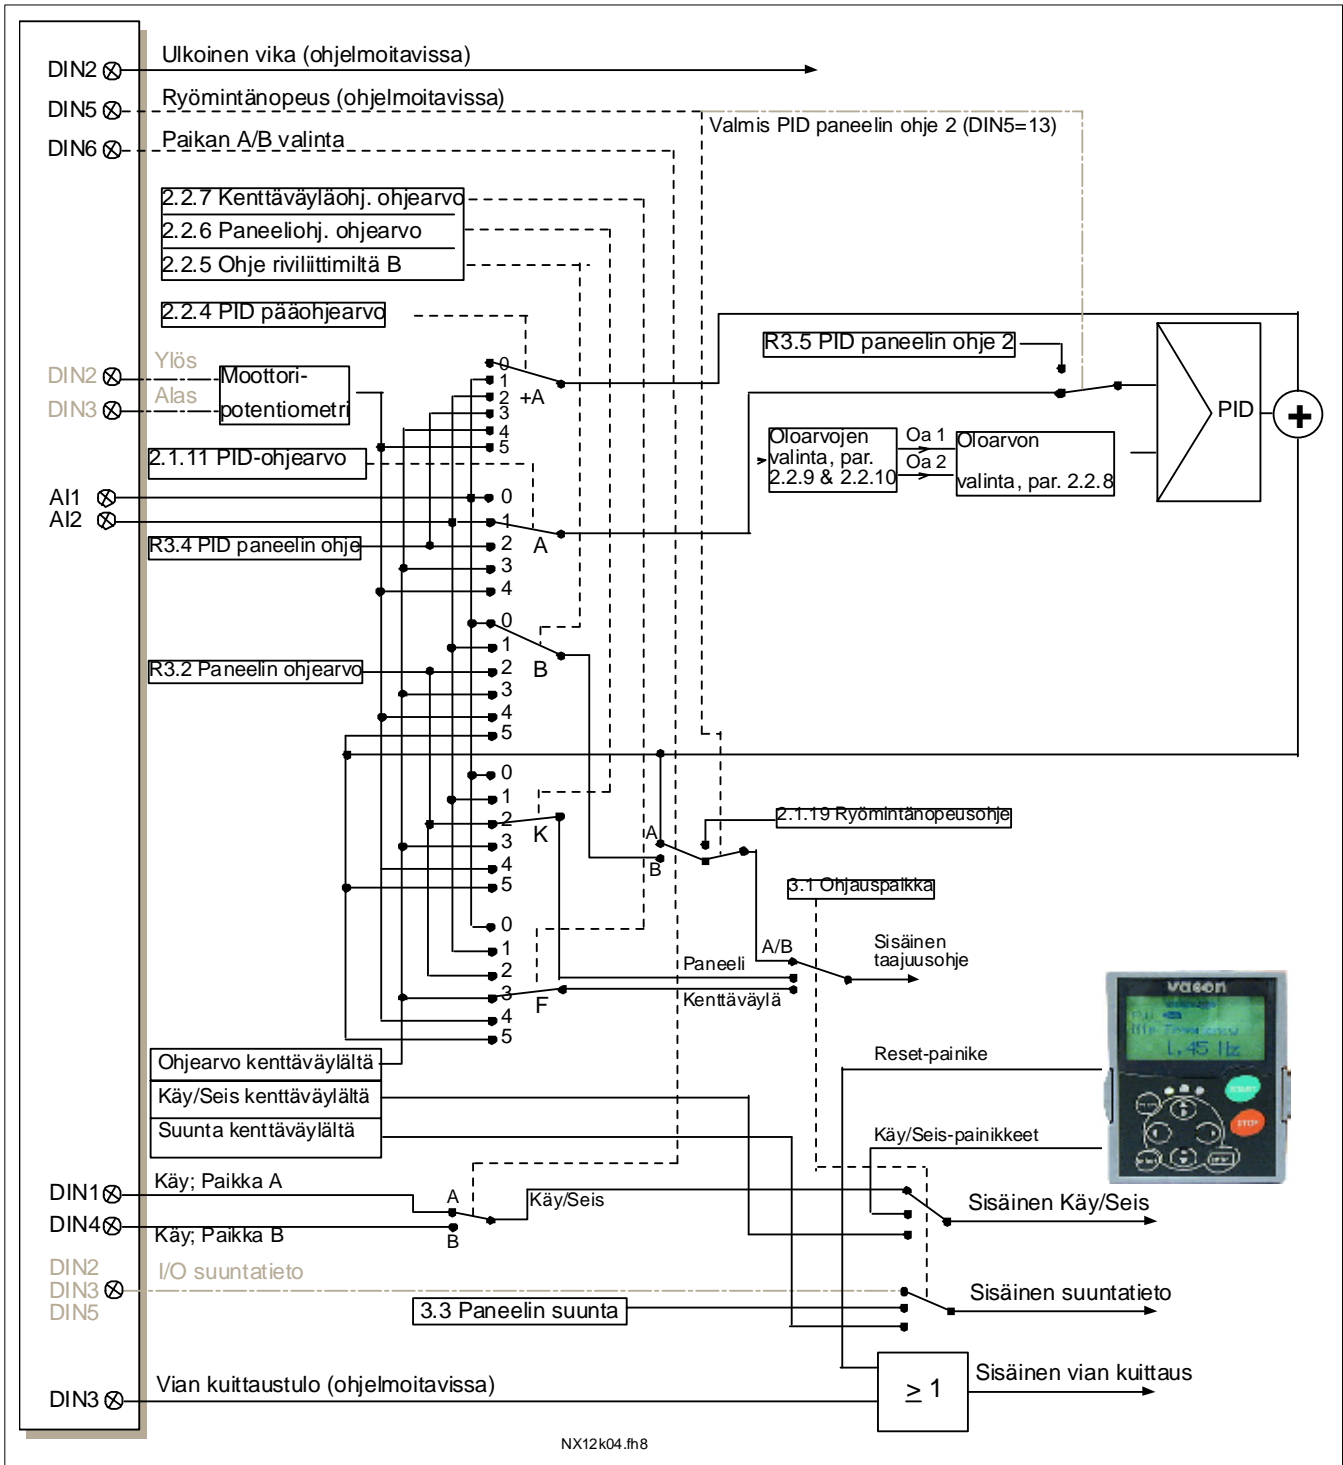 DIN2
Ulkoinen vika (ohjelmoitavissa)
DIN5
Ryömintänopeus (ohjelmoitavissa)
Valmis PID paneelin ohje 2 (DIN5=13)
DIN6
Paikan A/B valinta
2.2.7 Kenttäväyläohj. ohjearvo
2.2.6 Paneeliohj. ohjearvo
2.2.5 Ohje riviliittimiltä B
2.2.4 PID pääohjearvo
R3.5 PID paneelin ohje 2
DIN2
Ylös
DIN3
Alas
Moottori-
potentiometri
0
1
2
3
4
5
+A
PID
+
Oloarvojen
valinta, par.
2.2.9 & 2.2.10
Oa 1
Oa 2
Oloarvon
valinta, par. 2.2.8
2.1.11 PID-ohjearvo
AI1
AI2
R3.4 PID paneelin ohje
0
1
2
3
4
A
R3.2 Paneelin ohjearvo
0
1
2
3
4
5
B
0
1
2
3
4
5
K
A
B
2.1.19 Ryömintänopeusohje
3.1 Ohjauspaikka
0
1
2
3
4
5
F
A/B
Paneeli
Kenttäväylä
Sisäinen
taajuusohje
vacon
1.45 Hz
START
STOP
Ohjearvo kenttäväylältä
Käy/Seis kenttäväylältä
Suunta kenttäväylältä
Reset-painike
Käy/Seis-painikkeet
DIN1
Käy; Paikka A
DIN4
Käy; Paikka B
A
B
Käy/Seis
Sisäinen Käy/Seis
DIN2
DIN3
DIN5
I/O suuntatieto
3.3 Paneelin suunta
Sisäinen suuntatieto
DIN3
Vian kuittaustulo (ohjelmoitavissa)
≥ 1
Sisäinen vian kuittaus
NX12k04.fh8